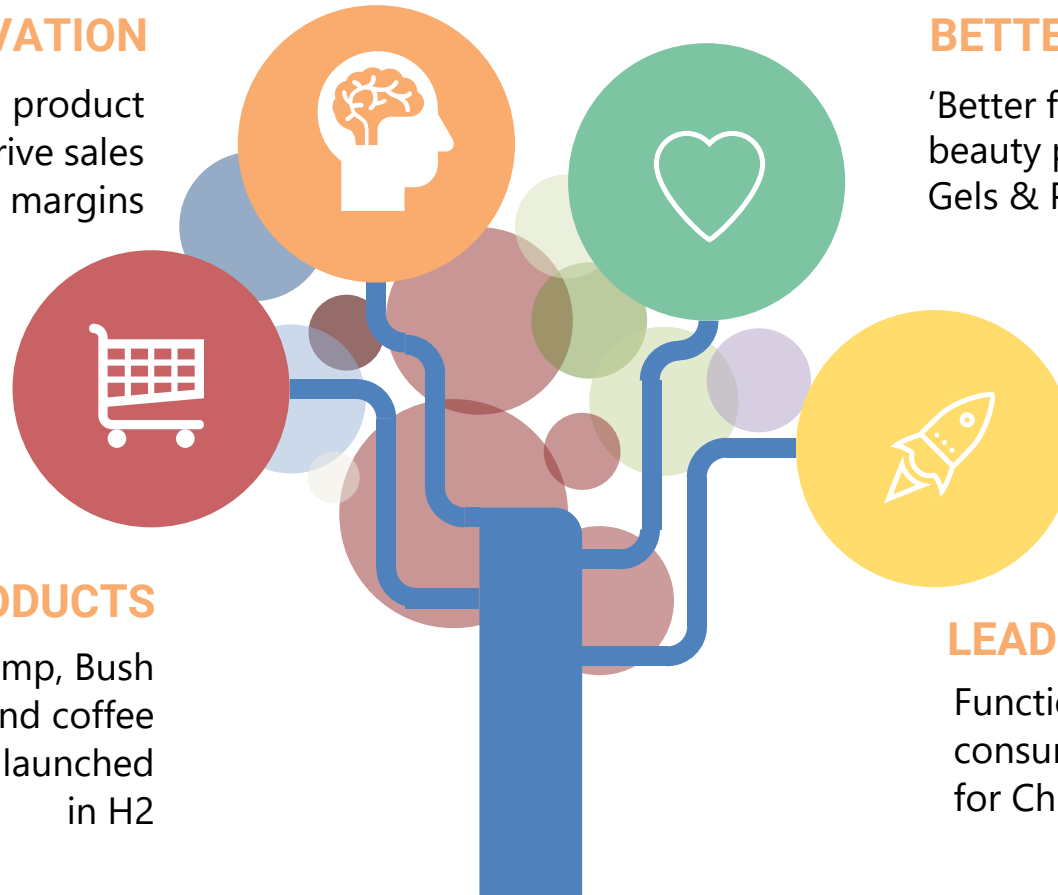 VATION
product
rive sales
margins
BETTE
‘Better f
beauty p
Gels & P
ODUCTS
mp, Bush
nd coffee
launched
in H2
LEAD
Functio
consur
for Ch